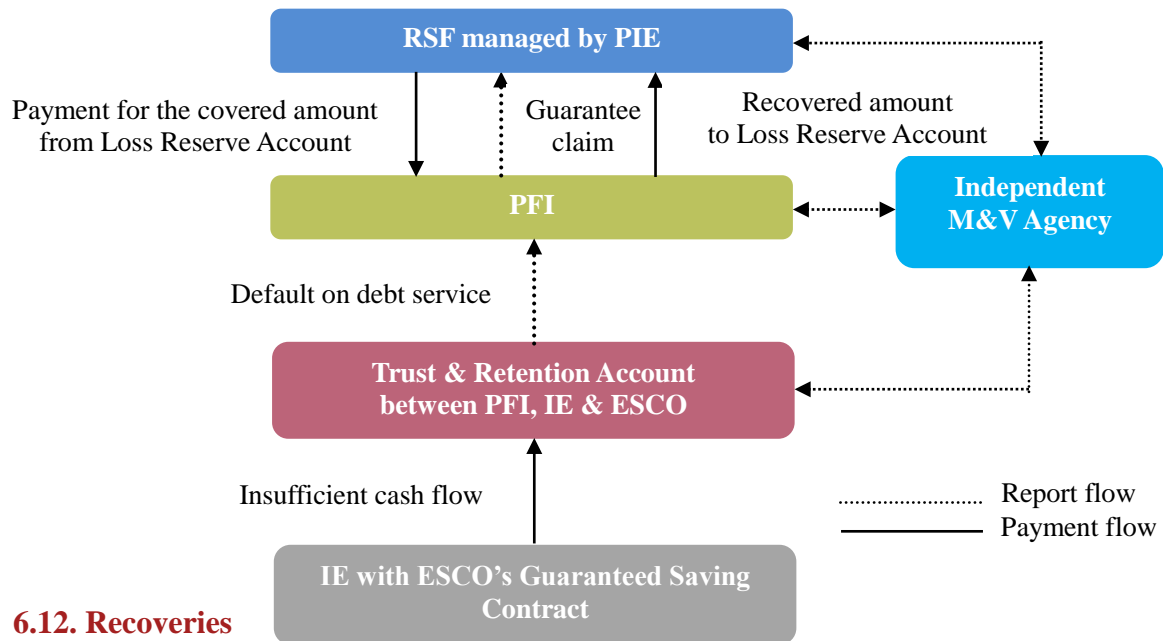 RSF managed by PIE
Payment for the covered amount
from Loss Reserve Account
Guarantee
claim
Recovered amount
to Loss Reserve Account
PFI
Independent
M&V Agency
Default on debt service
Trust & Retention Account
between PFI, IE & ESCO
Insufficient cash flow
Report flow
Payment flow
IE with ESCO’s Guaranteed Saving
Contract
6.12. Recoveries